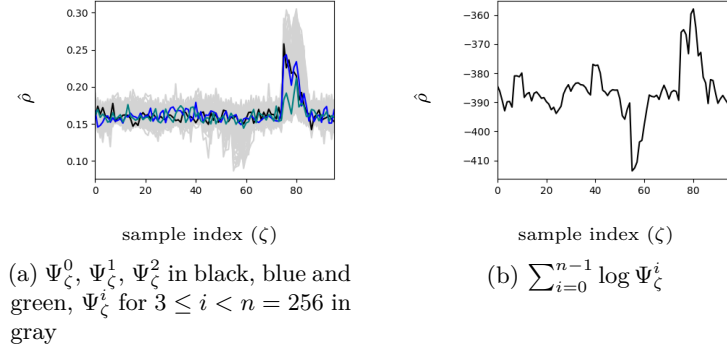 0.30
0.25
0.20
0.15
0.10
ρ̂
0 20 40 60 80
sample index (ζ)
(a) Ψ⁰_ζ, Ψ¹_ζ, Ψ²_ζ in black, blue and
green, Ψⁱ_ζ for 3 ≤ i < n = 256 in
gray
−360
−370
−380
−390
−400
−410
ρ̂
0 20 40 60 80
sample index (ζ)
(b) ∑ⁿ⁻¹_{i=0} log Ψⁱ_ζ